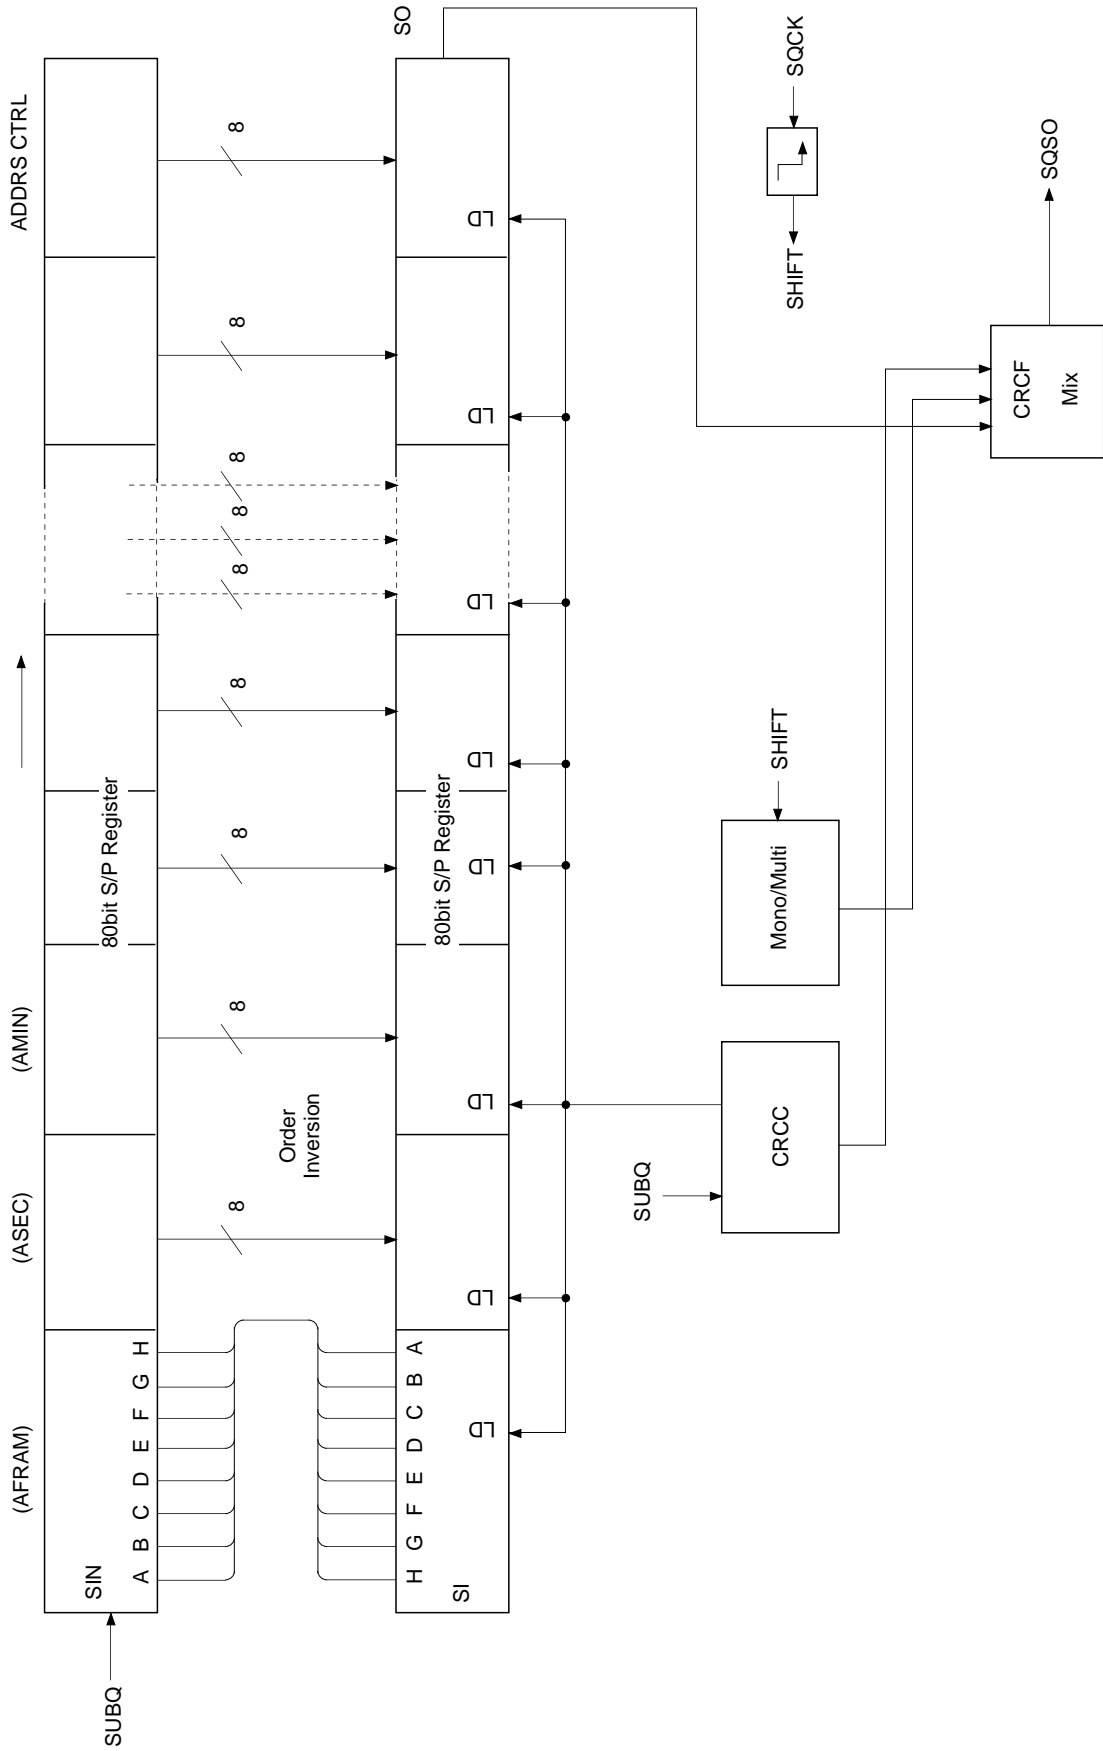 ADDRS CTRL
(AMIN)
(ASEC)
(AFRAM)
80bit S/P Register
SUBQ
SIN
A B C D E F G H
8
8
8
8
8
8
8
8
8
Order
Inversion
SO
80bit S/P Register
H G F E D C B A
SI
LD
LD
LD
LD
LD
LD
LD
LD
SUBQ
CRCC
Mono/Multi
SHIFT
SHIFT
SQCK
CRCF
Mix
SQSO